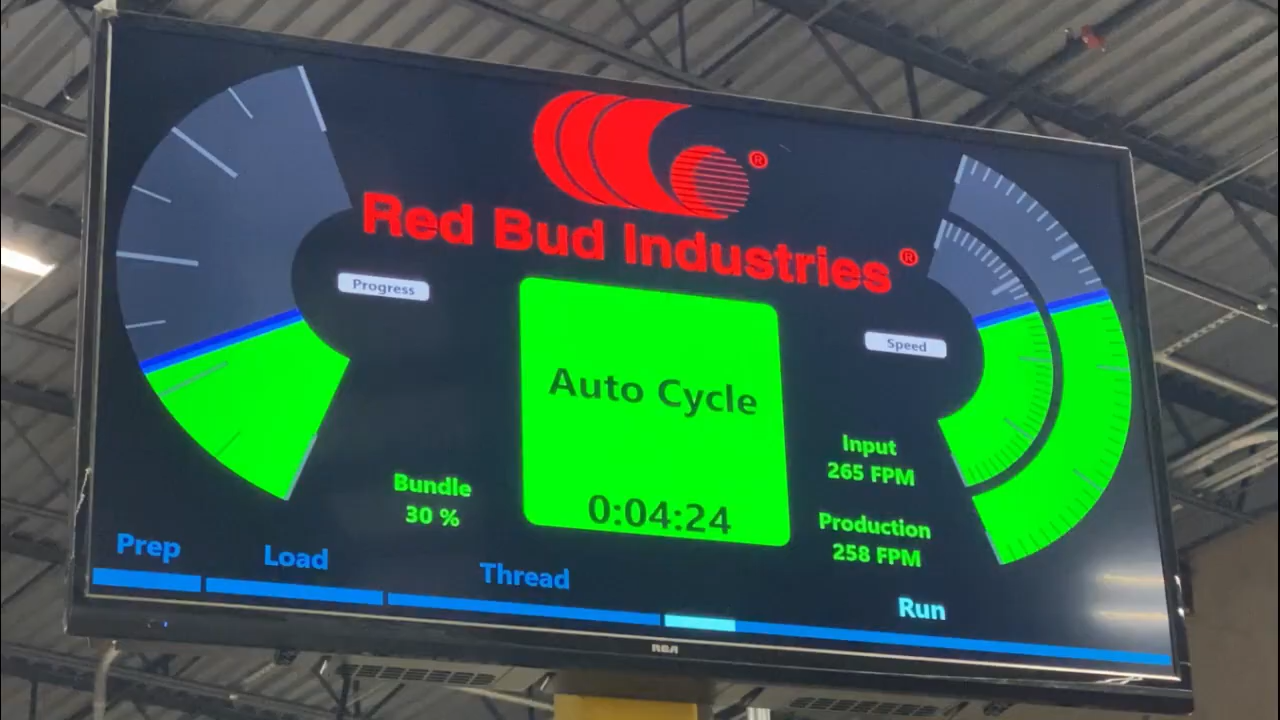 ®
Red Bud Industries®
Progress
Speed
Auto Cycle
0:04:24
Bundle
30 %
Input
265 FPM
Production
258 FPM
Prep
Load
Thread
Run
RCA